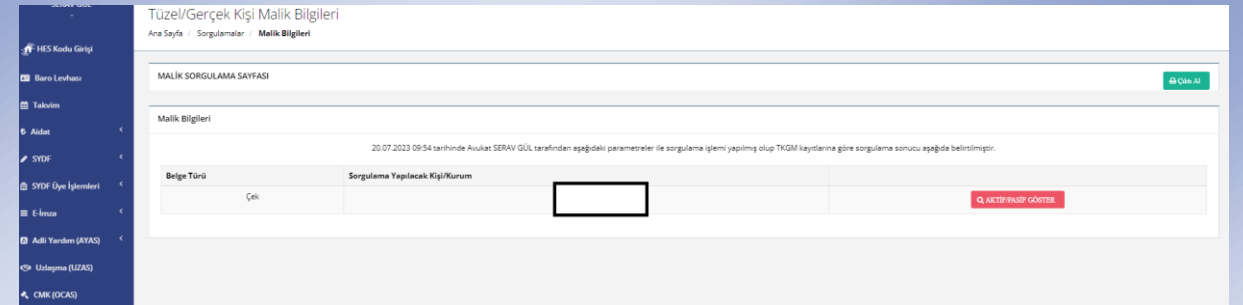 SERAV GÜL
HES Kodu Girişi
Baro Levhası
Takvim
Aidat
SYDF
SYDF Üye İşlemleri
E-İmza
Adli Yardım (AYAS)
Uzlaşma (UZAS)
CMK (OCAS)
Tüzel/Gerçek Kişi Malik Bilgileri
Ana Sayfa / Sorgulamalar / Malik Bilgileri
MALİK SORGULAMA SAYFASI
Çıktı Al
Malik Bilgileri
20.07.2023 09:54 tarihinde Avukat SERAV GÜL tarafından aşağıdaki parametreler ile sorgulama işlemi yapılmış olup TKGM kayıtlarına göre sorgulama sonucu aşağıda belirtilmiştir.
Belge Türü Sorgulama Yapılacak Kişi/Kurum
Çek AKTİF/PASİF GÖSTER